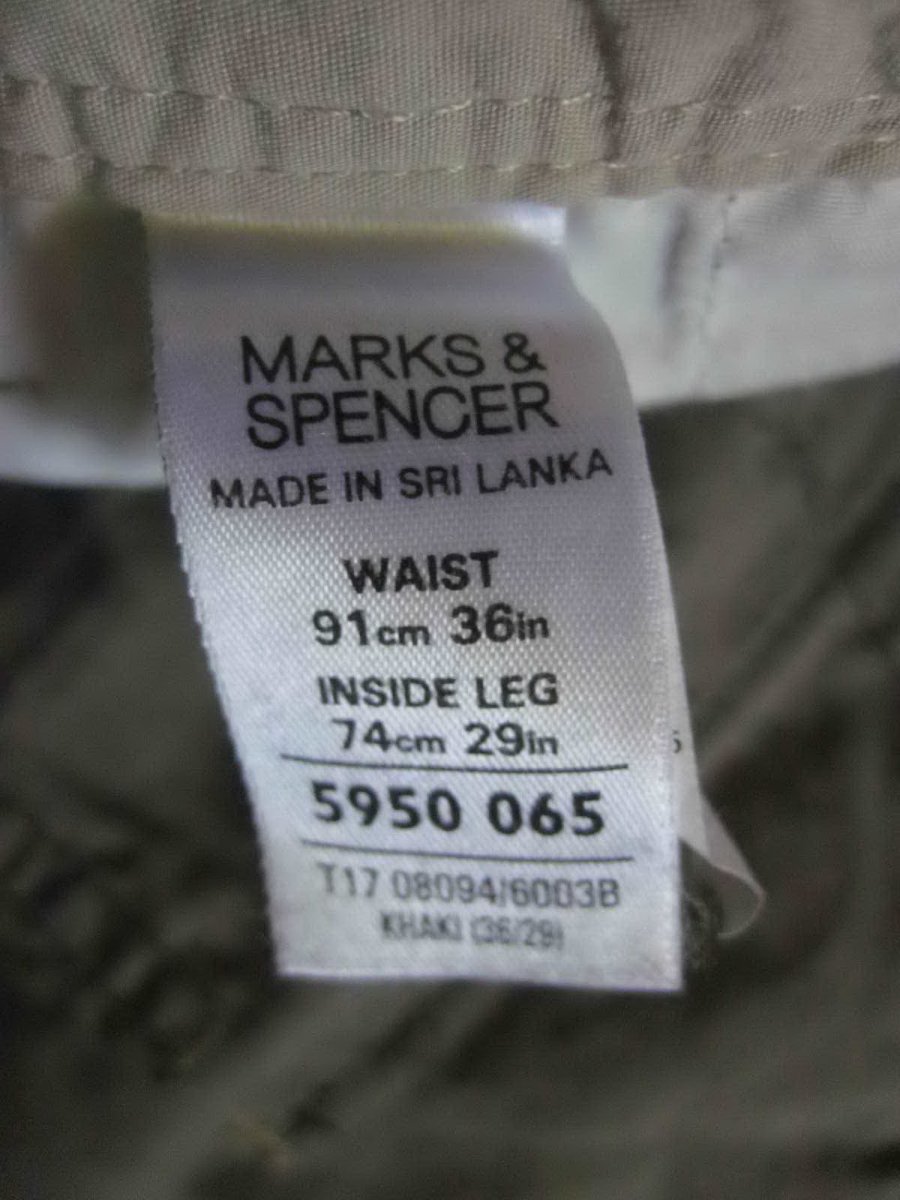 MARKS &
SPENCER
MADE IN SRI LANKA
WAIST
91cm 36in
INSIDE LEG
74cm 29in
5950 065
T17 08094/6003B
KHAKI (36/29)